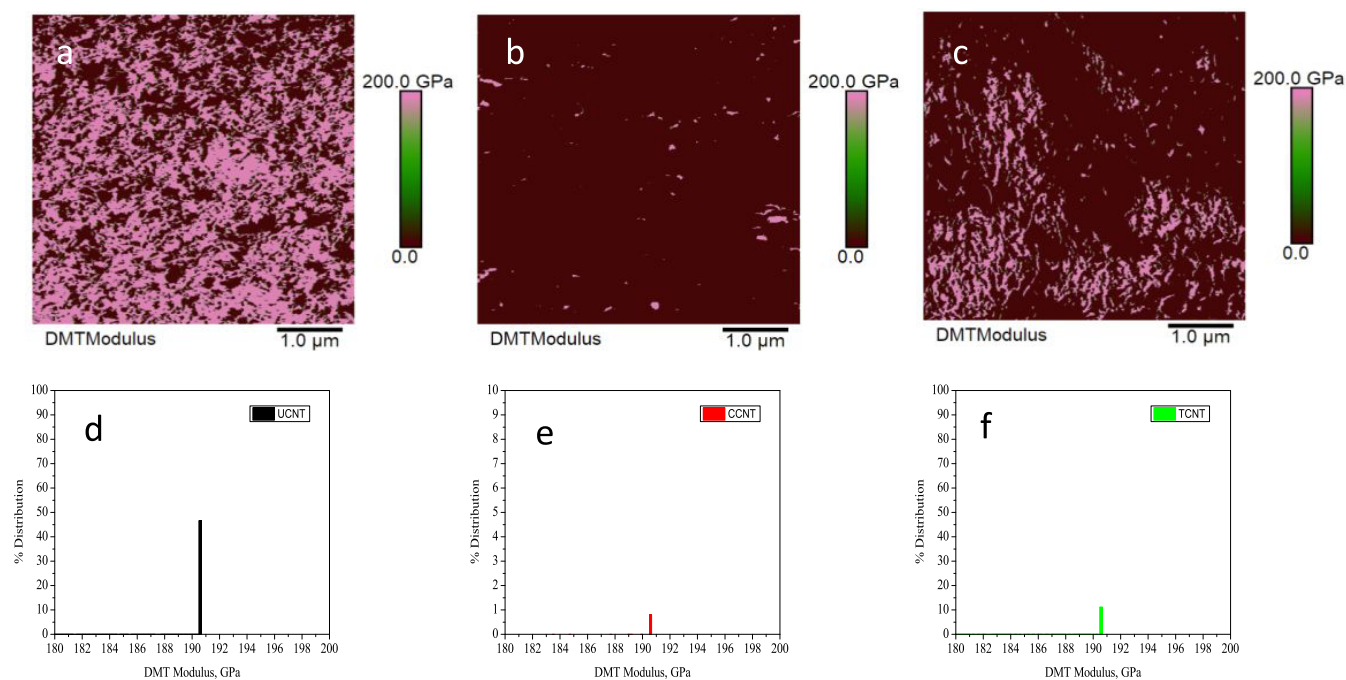 a
200.0 GPa
0.0
DMTModulus
1.0 µm
b
200.0 GPa
0.0
DMTModulus
1.0 µm
c
200.0 GPa
0.0
DMTModulus
1.0 µm
d
UCNT
100
90
80
70
60
50
40
30
20
10
0
% Distribution
180 182 184 186 188 190 192 194 196 198 200
DMT Modulus, GPa
e
CCNT
10
9
8
7
6
5
4
3
2
1
0
% Distribution
180 182 184 186 188 190 192 194 196 198 200
DMT Modulus, GPa
f
TCNT
100
90
80
70
60
50
40
30
20
10
0
% Distribution
180 182 184 186 188 190 192 194 196 198 200
DMT Modulus, GPa